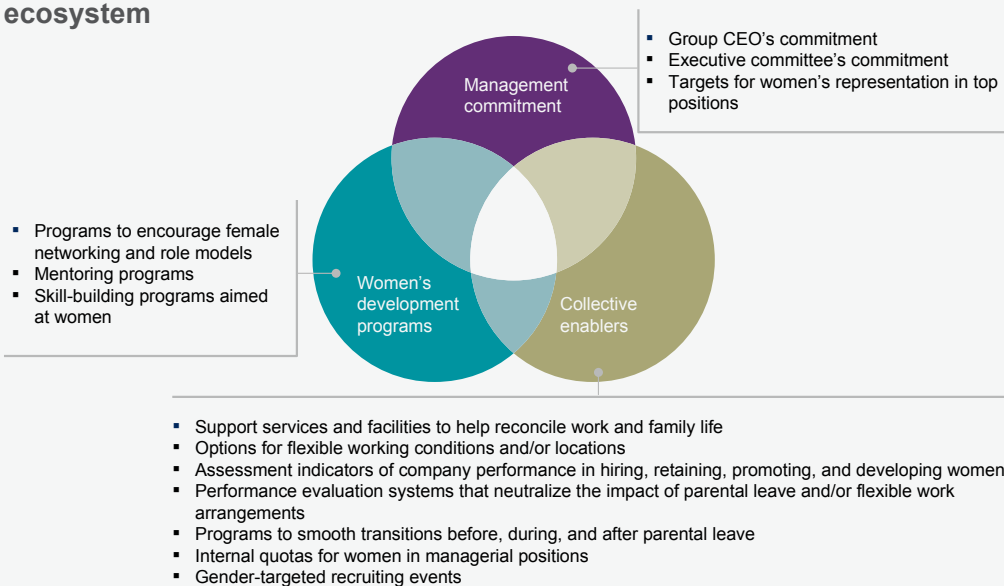 ecosystem
▪ Group CEO's commitment
▪ Executive committee's commitment
▪ Targets for women's representation in top
positions
Management
commitment
▪ Programs to encourage female
networking and role models
▪ Mentoring programs
▪ Skill-building programs aimed
at women
Women's
development
programs
Collective
enablers
▪ Support services and facilities to help reconcile work and family life
▪ Options for flexible working conditions and/or locations
▪ Assessment indicators of company performance in hiring, retaining, promoting, and developing women
▪ Performance evaluation systems that neutralize the impact of parental leave and/or flexible work
arrangements
▪ Programs to smooth transitions before, during, and after parental leave
▪ Internal quotas for women in managerial positions
▪ Gender-targeted recruiting events